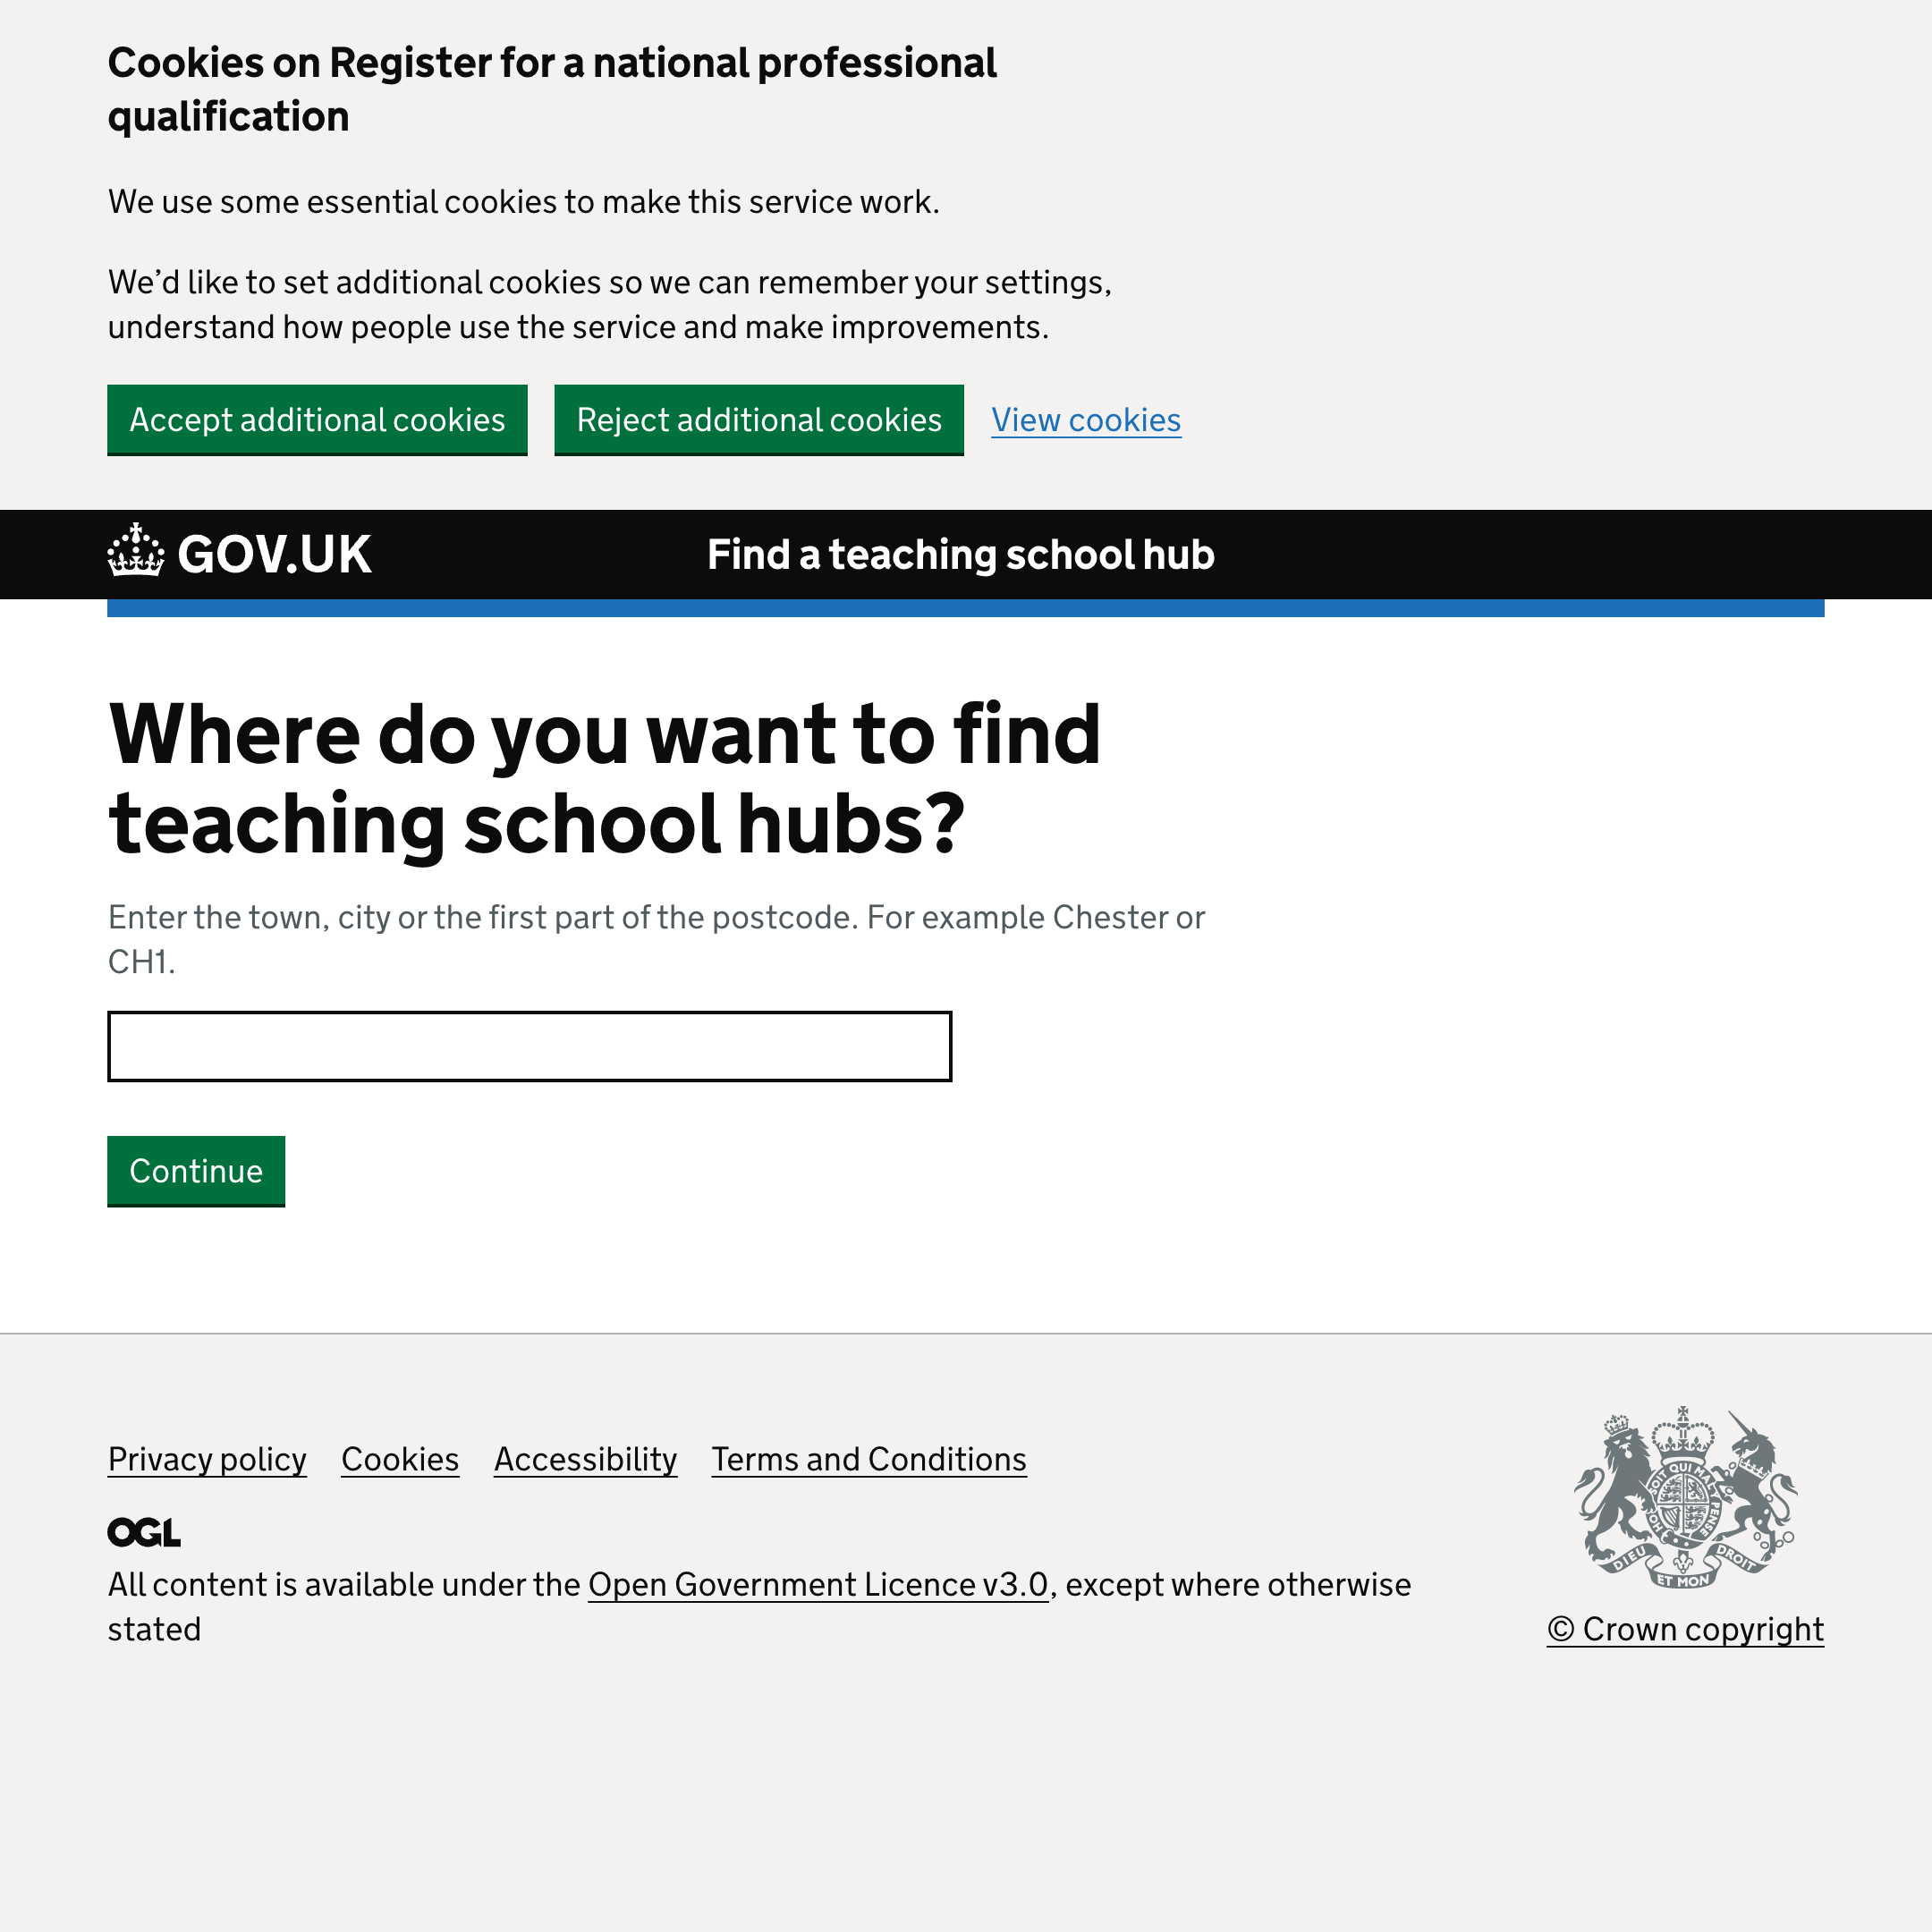 Cookies on Register for a national professional
qualification
We use some essential cookies to make this service work.
We’d like to set additional cookies so we can remember your settings,
understand how people use the service and make improvements.
Accept additional cookies Reject additional cookies View cookies
GOV.UK Find a teaching school hub
Where do you want to find
teaching school hubs?
Enter the town, city or the first part of the postcode. For example Chester or
CH1.
Continue
Privacy policy Cookies Accessibility Terms and Conditions
OGL
All content is available under the Open Government Licence v3.0, except where otherwise
stated
SOIT QUI MAL
PENSE
DIEU ET MON DROIT
© Crown copyright